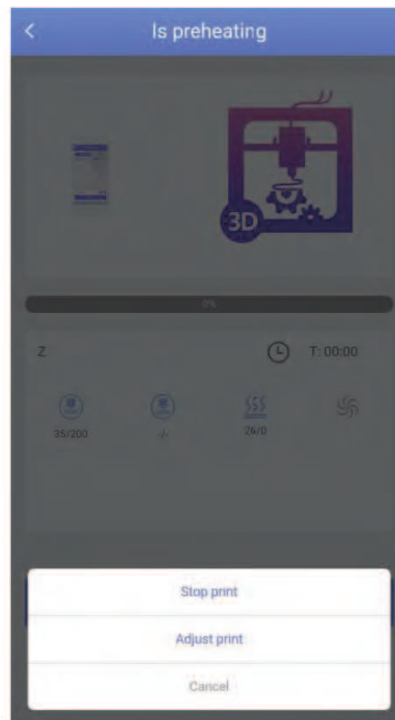 Is preheating
3D
0%
Z
T: 00:00
35/200
-/-
24/0
Stop print
Adjust print
Cancel